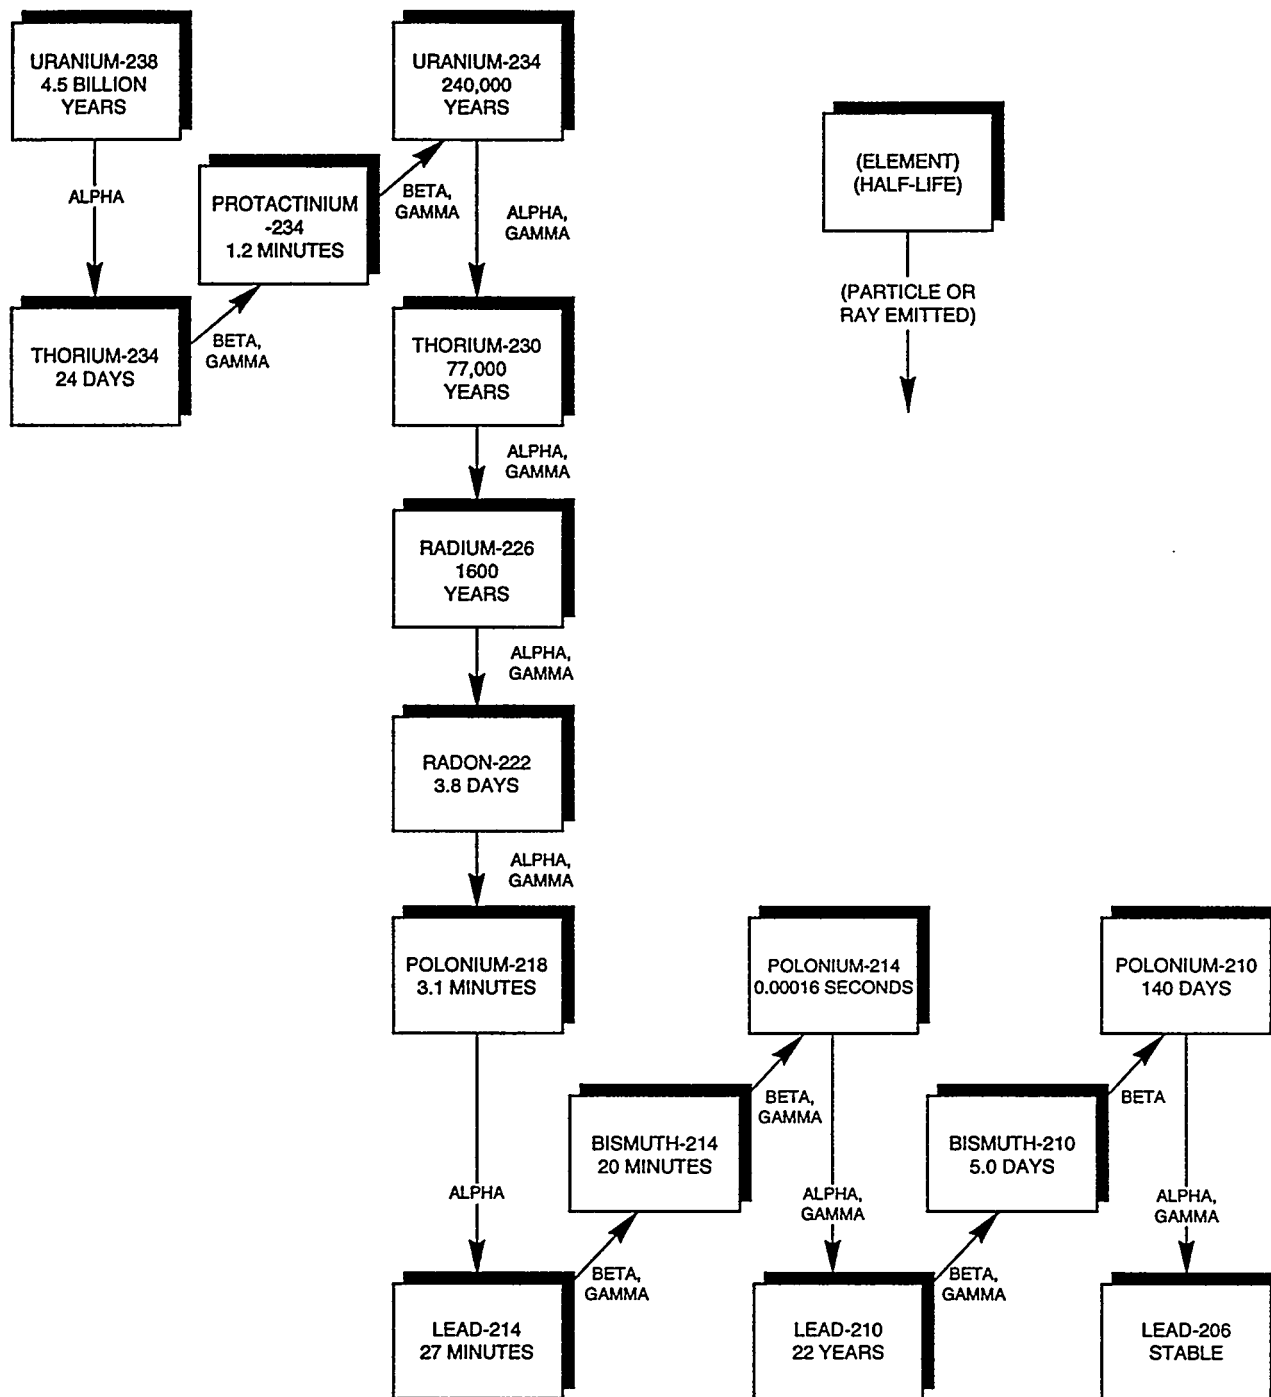 URANIUM-238
4.5 BILLION
YEARS
ALPHA
THORIUM-234
24 DAYS
BETA,
GAMMA
PROTACTINIUM
-234
1.2 MINUTES
BETA,
GAMMA
URANIUM-234
240,000
YEARS
ALPHA,
GAMMA
THORIUM-230
77,000
YEARS
ALPHA,
GAMMA
RADIUM-226
1600
YEARS
ALPHA,
GAMMA
RADON-222
3.8 DAYS
ALPHA,
GAMMA
POLONIUM-218
3.1 MINUTES
ALPHA
LEAD-214
27 MINUTES
BETA,
GAMMA
BISMUTH-214
20 MINUTES
BETA,
GAMMA
POLONIUM-214
0.00016 SECONDS
ALPHA,
GAMMA
LEAD-210
22 YEARS
BETA,
GAMMA
BISMUTH-210
5.0 DAYS
BETA
POLONIUM-210
140 DAYS
ALPHA,
GAMMA
LEAD-206
STABLE
(ELEMENT)
(HALF-LIFE)
(PARTICLE OR
RAY EMITTED)